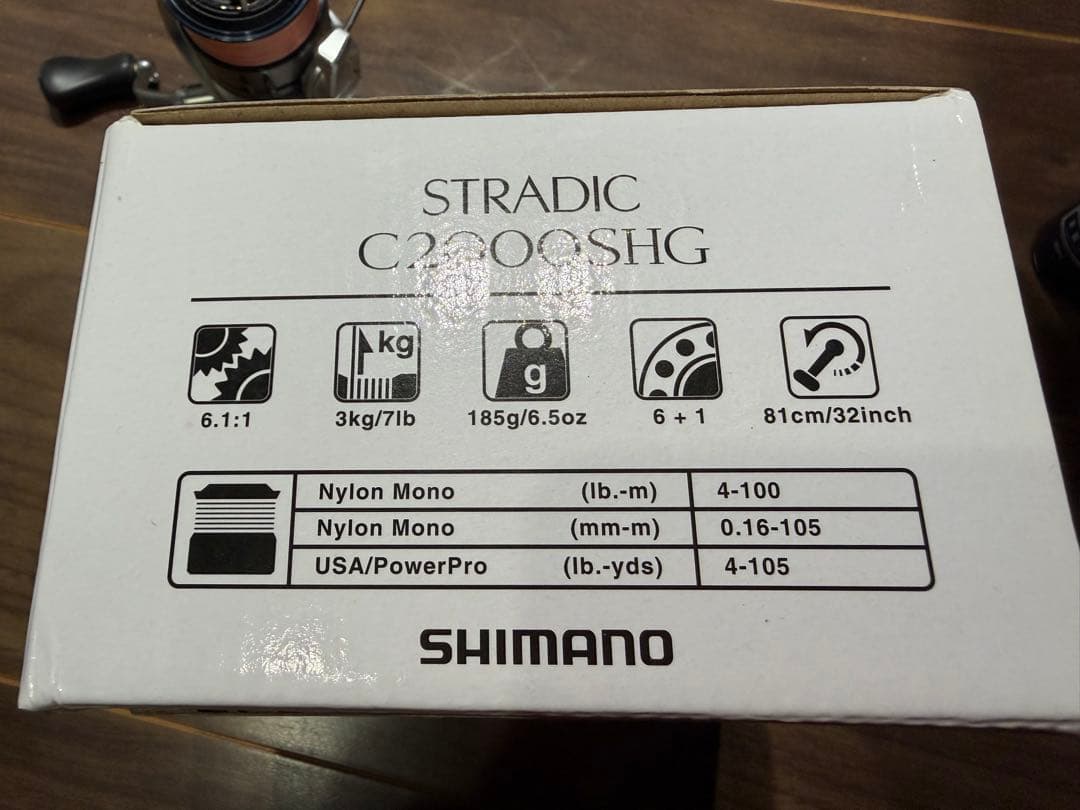 STRADIC
C2000SHG
kg
g
6.1:1 3kg/7lb 185g/6.5oz 6 + 1 81cm/32inch
Nylon Mono (lb.-m) 4-100
Nylon Mono (mm-m) 0.16-105
USA/PowerPro (lb.-yds) 4-105
SHIMANO